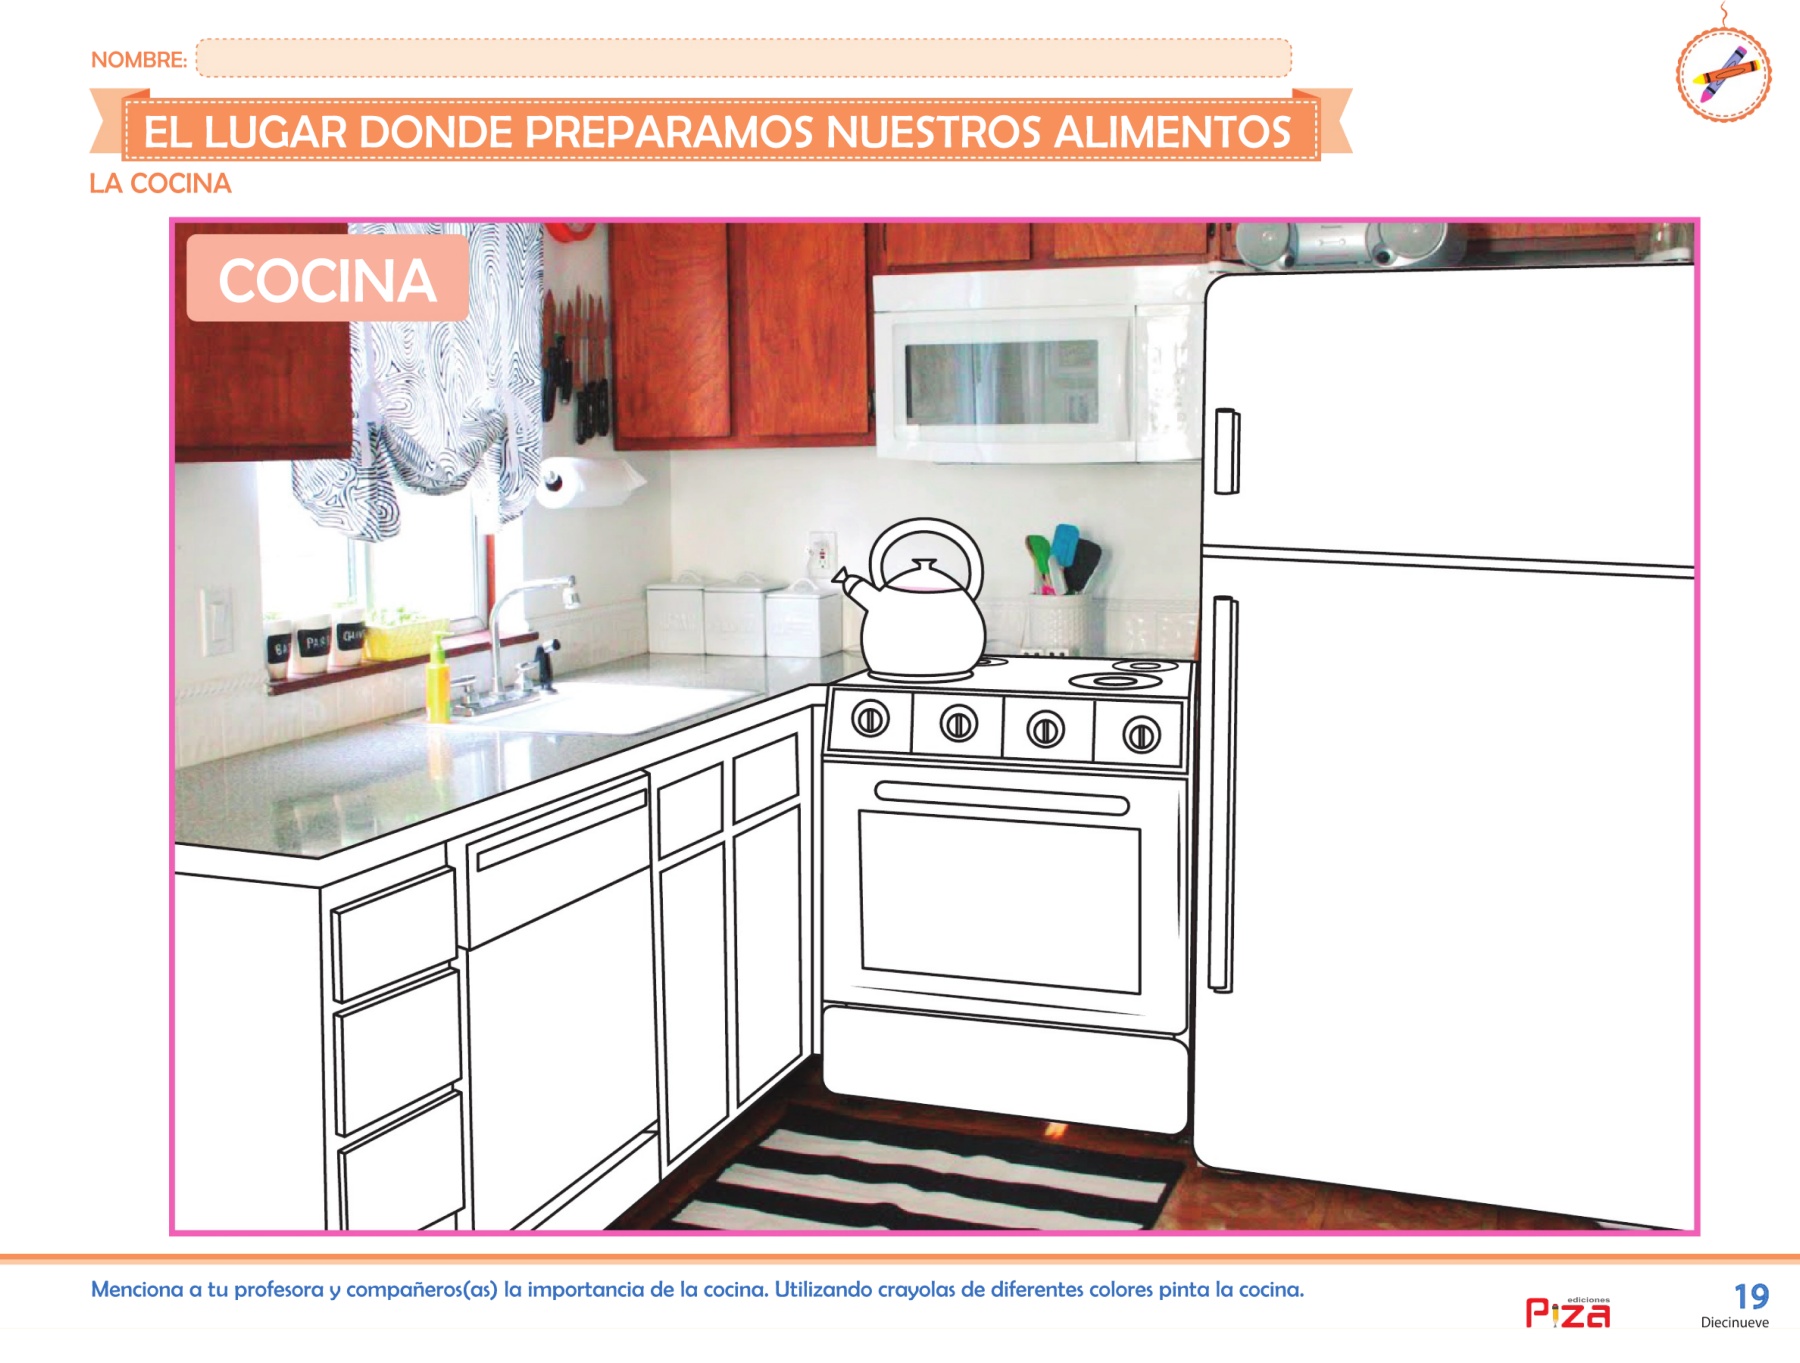 NOMBRE:
EL LUGAR DONDE PREPARAMOS NUESTROS ALIMENTOS
LA COCINA
COCINA
Menciona a tu profesora y compañeros(as) la importancia de la cocina. Utilizando crayolas de diferentes colores pinta la cocina.
ediciones
Piza
19
Diecinueve